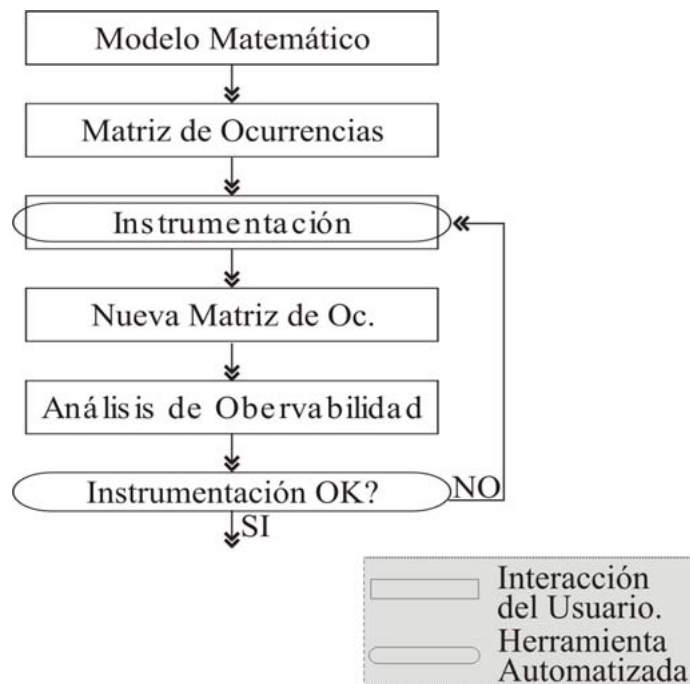 Modelo Matemático
Matriz de Ocurrencias
Instrumentación
Nueva Matriz de Oc.
Análisis de Obervabilidad
Instrumentación OK?
NO
SI
Interacción
del Usuario.
Herramienta
Automatizada